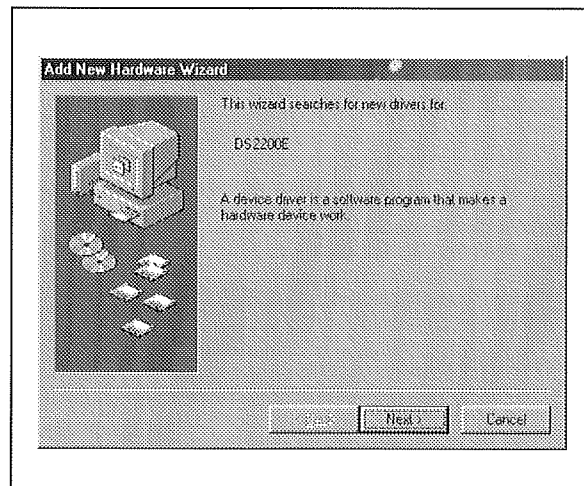 Add New Hardware Wizard
This wizard searches for new drivers for:
DS2200E
A device driver is a software program that makes a
hardware device work.
Next >
Cancel